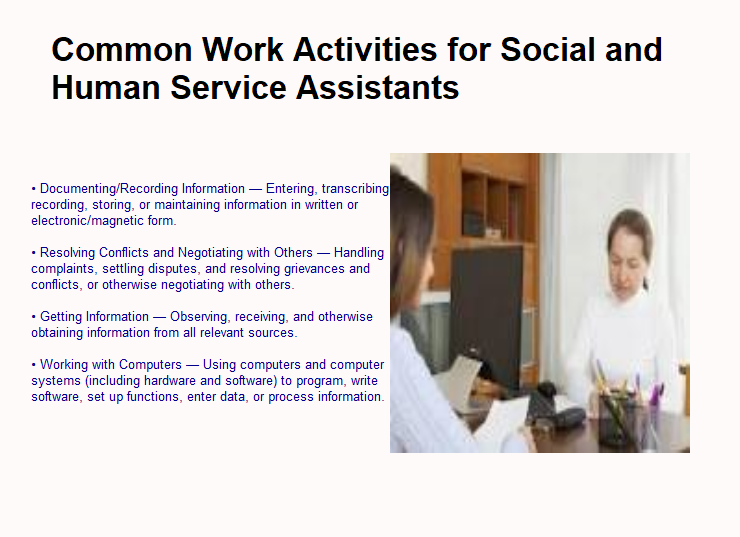 Common Work Activities for Social and
Human Service Assistants
• Documenting/Recording Information — Entering, transcribing
recording, storing, or maintaining information in written or
electronic/magnetic form.
• Resolving Conflicts and Negotiating with Others — Handling
complaints, settling disputes, and resolving grievances and
conflicts, or otherwise negotiating with others.
• Getting Information — Observing, receiving, and otherwise
obtaining information from all relevant sources.
• Working with Computers — Using computers and computer
systems (including hardware and software) to program, write
software, set up functions, enter data, or process information.